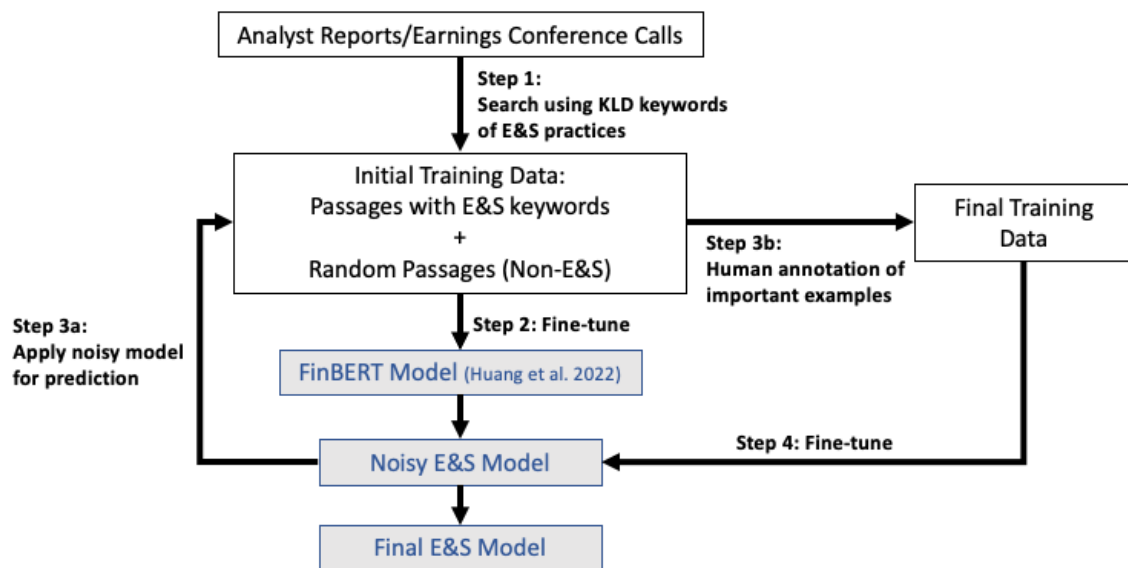 Analyst Reports/Earnings Conference Calls
Step 1:
Search using KLD keywords
of E&S practices
Initial Training Data:
Passages with E&S keywords
+
Random Passages (Non-E&S)
Final Training
Data
Step 3b:
Human annotation of
important examples
Step 3a:
Apply noisy model
for prediction
Step 2: Fine-tune
FinBERT Model (Huang et al. 2022)
Step 4: Fine-tune
Noisy E&S Model
Final E&S Model